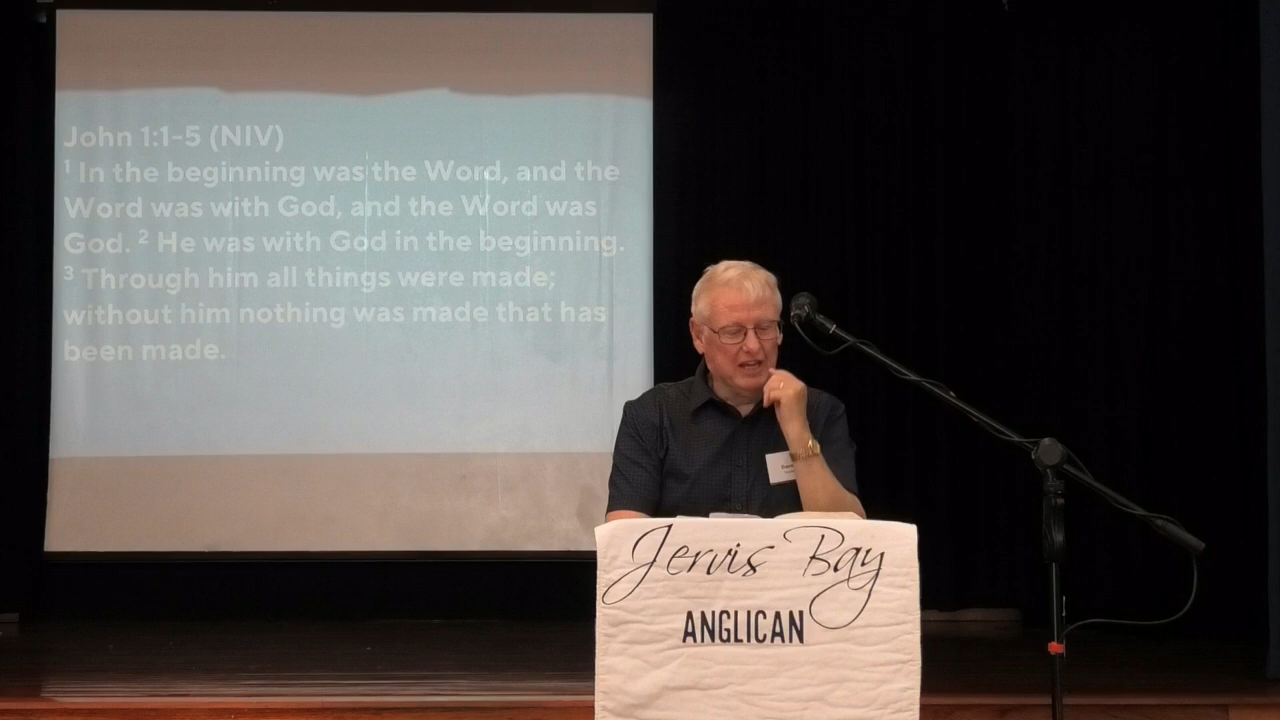 John 1:1-5 (NIV)
¹ In the beginning was the Word, and the
Word was with God, and the Word was
God. ² He was with God in the beginning.
³ Through him all things were made;
without him nothing was made that has
been made.
Jervis Bay
ANGLICAN